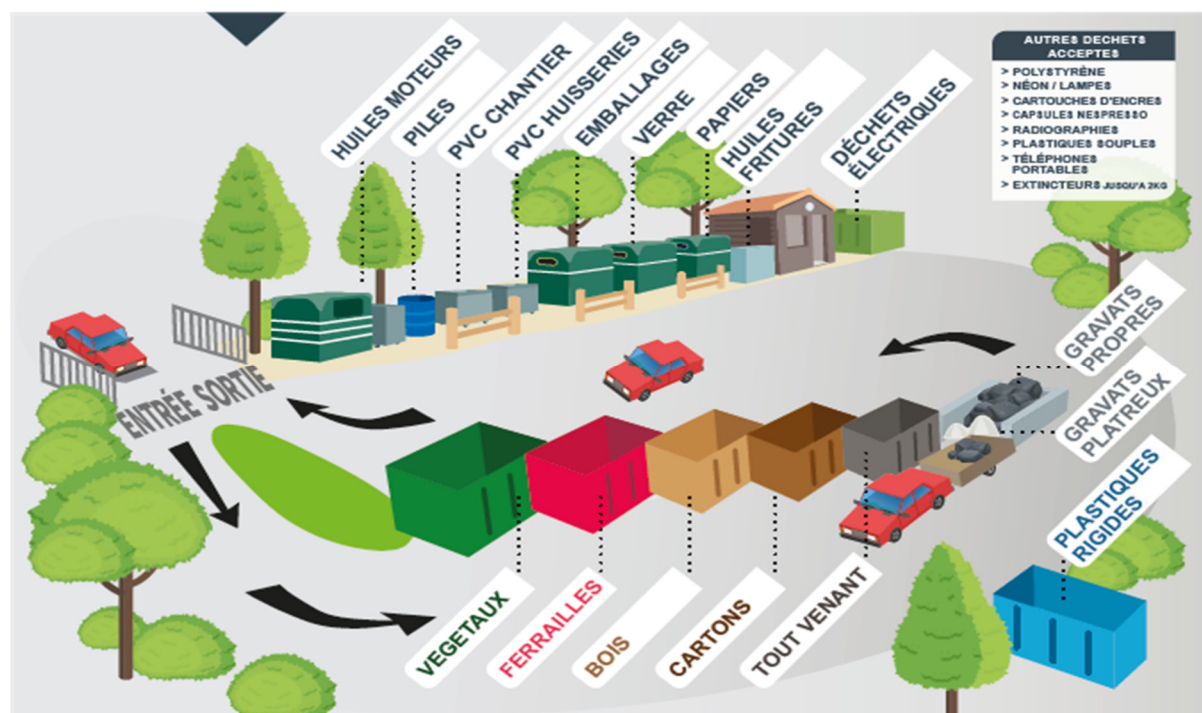 HUILES MOTEURS
PILES
PVC CHANTIER
PVC HUISSERIES
EMBALLAGES
VERRE
PAPIERS
HUILES
FRITURES
DÉCHETS
ÉLECTRIQUES
AUTRES DECHETS
ACCEPTES
> POLYSTYRÈNE
> NÉON / LAMPES
> CARTOUCHES D'ENCRES
> CAPSULES NESPRESSO
> RADIOGRAPHIES
> PLASTIQUES SOUPLES
> TÉLÉPHONES
PORTABLES
> EXTINCTEURS JUSQU'A 2KG
ENTRÉE SORTIE
GRAVATS
PROPRES
GRAVATS
PLATREUX
PLASTIQUES
RIGIDES
VEGETAUX
FERRAILLES
BOIS
CARTONS
TOUT VENANT